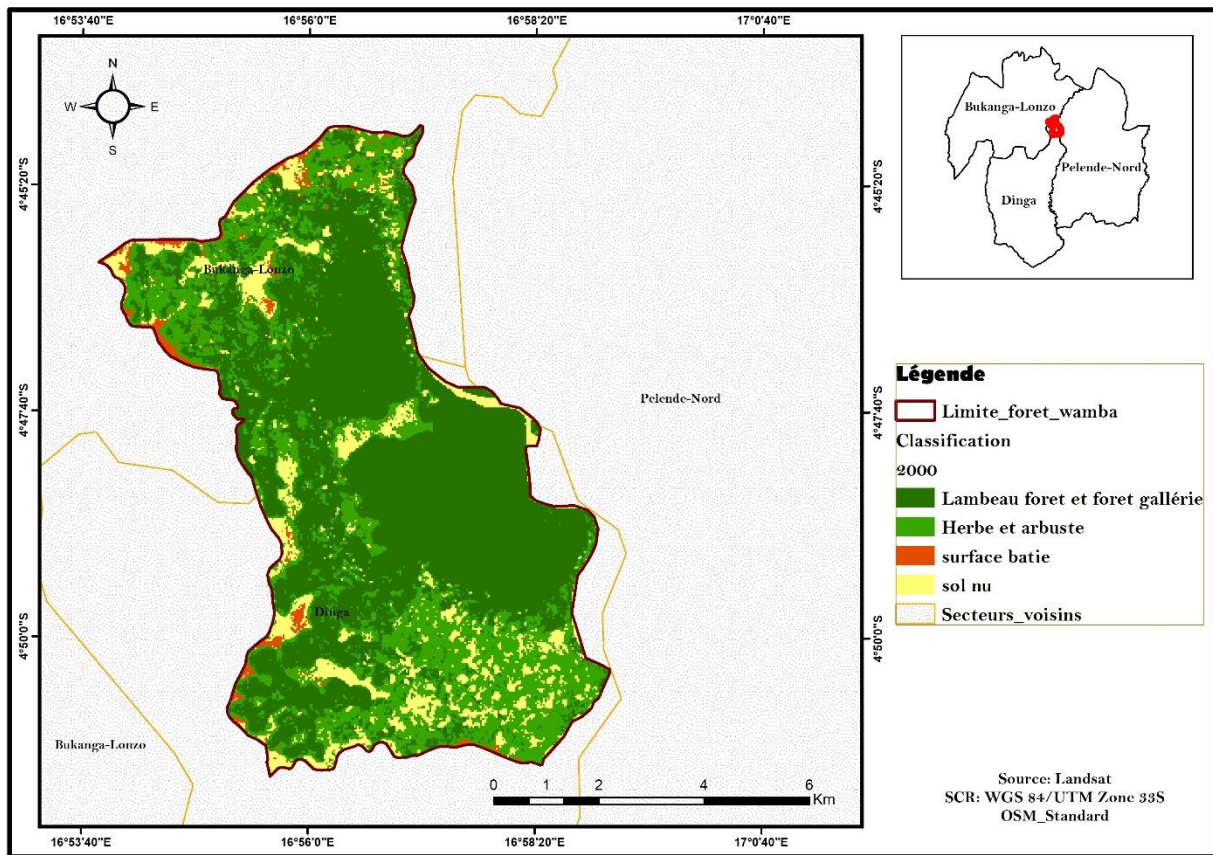 16°53'40"E 16°56'0"E 16°58'20"E 17°0'40"E
N
W E
S
4°45'20"S 4°45'20"S
4°47'40"S 4°47'40"S
4°50'0"S 4°50'0"S
Bukanga-Lonzo
Pelende-Nord
Dinga
Bukanga-Lonzo
0 1 2 4 6
Km
16°53'40"E 16°56'0"E 16°58'20"E 17°0'40"E
Bukanga-Lonzo
Pelende-Nord
Dinga
Légende
Limite_foret_wamba
Classification
2000
Lambeau foret et foret gallérie
Herbe et arbuste
surface batie
sol nu
Secteurs_voisins
Source: Landsat
SCR: WGS 84/UTM Zone 33S
OSM_Standard